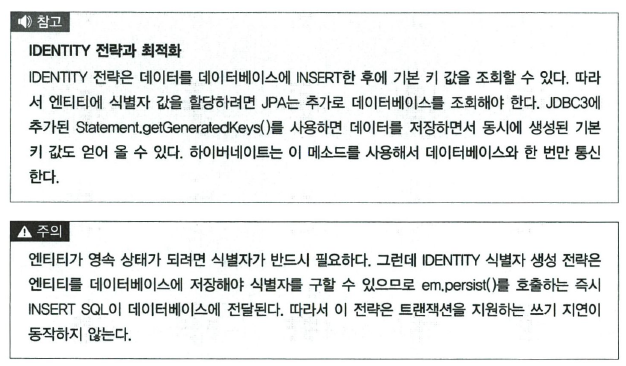 참고
IDENTITY 전략과 최적화
IDENTITY 전략은 데이터를 데이터베이스에 INSERT한 후에 기본 키 값을 조회할 수 있다. 따라
서 엔티티에 식별자 값을 할당하려면 JPA는 추가로 데이터베이스를 조회해야 한다. JDBC3에
추가된 Statement.getGeneratedKeys()를 사용하면 데이터를 저장하면서 동시에 생성된 기본
키 값도 얻어 올 수 있다. 하이버네이트는 이 메소드를 사용해서 데이터베이스와 한 번만 통신
한다.
주의
엔티티가 영속 상태가 되려면 식별자가 반드시 필요하다. 그런데 IDENTITY 식별자 생성 전략은
엔티티를 데이터베이스에 저장해야 식별자를 구할 수 있으므로 em.persist()를 호출하는 즉시
INSERT SQL이 데이터베이스에 전달된다. 따라서 이 전략은 트랜잭션을 지원하는 쓰기 지연이
동작하지 않는다.